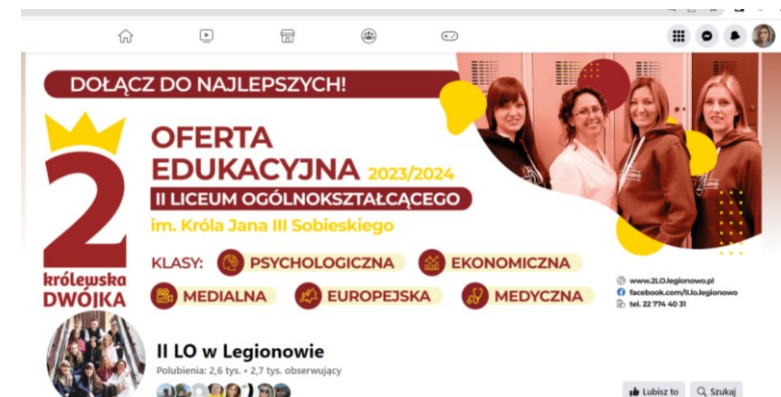 DOŁĄCZ DO NAJLEPSZYCH!
2
królewska
DWÓJKA
OFERTA
EDUKACYJNA 2023/2024
II LICEUM OGÓLNOKSZTAŁCĄCEGO
im. Króla Jana III Sobieskiego
KLASY: PSYCHOLOGICZNA EKONOMICZNA
MEDIALNA EUROPEJSKA MEDYCZNA
www.2LO.legionowo.pl
facebook.com/II.lo.legionowo
tel. 22 774 40 31
II LO w Legionowie
Polubienia: 2,6 tys. • 2,7 tys. obserwujący
Lubisz to Szukaj